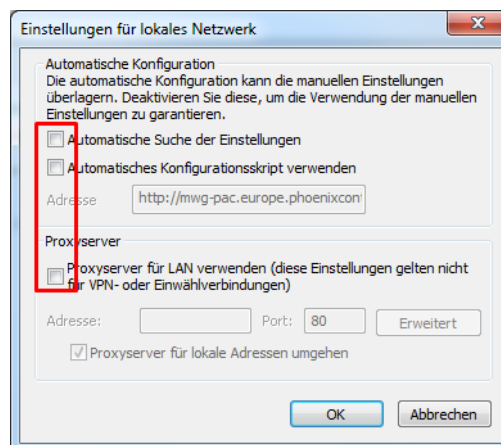 Einstellungen für lokales Netzwerk
Automatische Konfiguration
Die automatische Konfiguration kann die manuellen Einstellungen
überlagern. Deaktivieren Sie diese, um die Verwendung der manuellen
Einstellungen zu garantieren.
Automatische Suche der Einstellungen
Automatisches Konfigurationsskript verwenden
Adresse http://mwg-pac.europe.phoenixcon
Proxyserver
Proxyserver für LAN verwenden (diese Einstellungen gelten nicht
für VPN- oder Einwählverbindungen)
Adresse: Port: 80 Erweitert
Proxyserver für lokale Adressen umgehen
OK Abbrechen